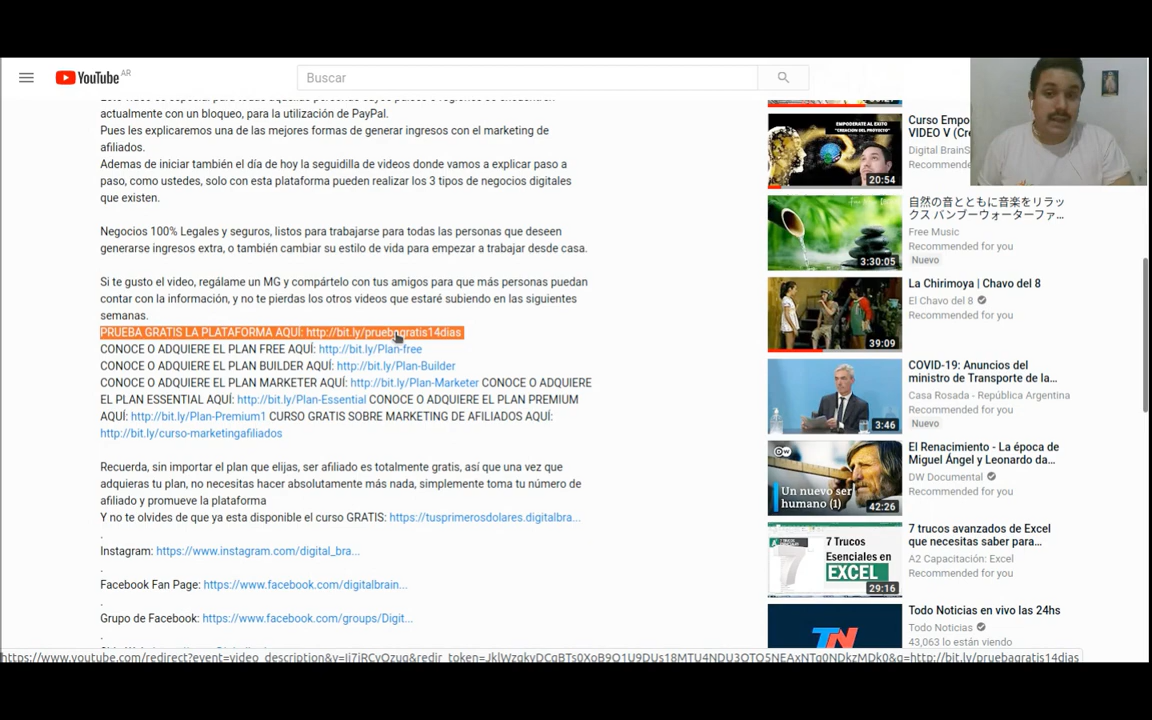 YouTube AR
Buscar
actualmente con un bloqueo, para la utilización de PayPal.
Pues les explicaremos una de las mejores formas de generar ingresos con el marketing de
afiliados.
Ademas de iniciar también el día de hoy la seguidilla de videos donde vamos a explicar paso a
paso, como ustedes, solo con esta plataforma pueden realizar los 3 tipos de negocios digitales
que existen.
Negocios 100% Legales y seguros, listos para trabajarse para todas las personas que deseen
generarse ingresos extra, o también cambiar su estilo de vida para empezar a trabajar desde casa.
Si te gusto el video, regálame un MG y compártelo con tus amigos para que más personas puedan
contar con la información, y no te pierdas los otros videos que estaré subiendo en las siguientes
semanas.
PRUEBA GRATIS LA PLATAFORMA AQUÍ: http://bit.ly/pruebagratis14dias
CONOCE O ADQUIERE EL PLAN FREE AQUÍ: http://bit.ly/Plan-free
CONOCE O ADQUIERE EL PLAN BUILDER AQUÍ: http://bit.ly/Plan-Builder
CONOCE O ADQUIERE EL PLAN MARKETER AQUÍ: http://bit.ly/Plan-Marketer CONOCE O ADQUIERE
EL PLAN ESSENTIAL AQUÍ: http://bit.ly/Plan-Essential CONOCE O ADQUIERE EL PLAN PREMIUM
AQUÍ: http://bit.ly/Plan-Premium1 CURSO GRATIS SOBRE MARKETING DE AFILIADOS AQUÍ:
http://bit.ly/curso-marketingafiliados
Recuerda, sin importar el plan que elijas, ser afiliado es totalmente gratis, así que una vez que
adquieras tu plan, no necesitas hacer absolutamente más nada, simplemente toma tu número de
afiliado y promueve la plataforma
Y no te olvides de que ya esta disponible el curso GRATIS: https://tusprimerosdolares.digitalbra...
.
Instagram: https://www.instagram.com/digital_bra...
.
Facebook Fan Page: https://www.facebook.com/digitalbrain...
.
Grupo de Facebook: https://www.facebook.com/groups/Digit...
.
EMPODERATE AL EXITO
"CREACION DEL PROYECTO"
20:54
Curso Empo
VIDEO V (Cre
Digital BrainS
Recommende
3:30:05
自然の音とともに音楽をリラッ
クス バンブーウォーターファ...
Free Music
Recommended for you
Nuevo
39:09
La Chirimoya | Chavo del 8
El Chavo del 8
Recommended for you
3:46
COVID-19: Anuncios del
ministro de Transporte de la...
Casa Rosada - República Argentina
Recommended for you
Nuevo
DW
Un nuevo ser
humano (1)
42:26
El Renacimiento - La época de
Miguel Ángel y Leonardo da...
DW Documental
Recommended for you
7 Trucos
Esenciales en
EXCEL
29:16
7 trucos avanzados de Excel
que necesitas saber para...
A2 Capacitación: Excel
Recommended for you
TN
Todo Noticias en vivo las 24hs
Todo Noticias
43,063 lo están viendo